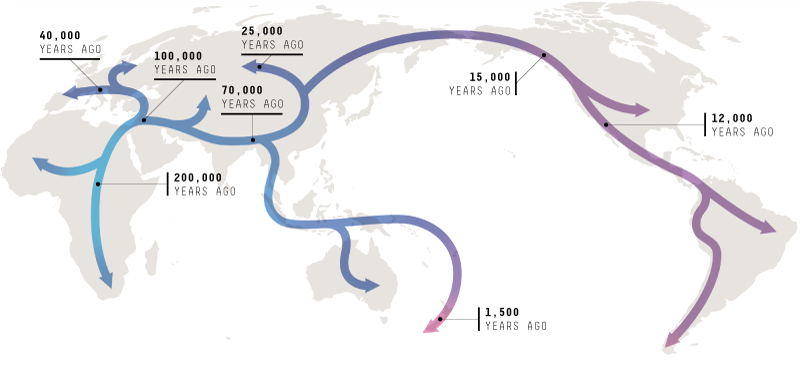 40,000
YEARS AGO
100,000
YEARS AGO
25,000
YEARS AGO
70,000
YEARS AGO
15,000
YEARS AGO
12,000
YEARS AGO
200,000
YEARS AGO
1,500
YEARS AGO